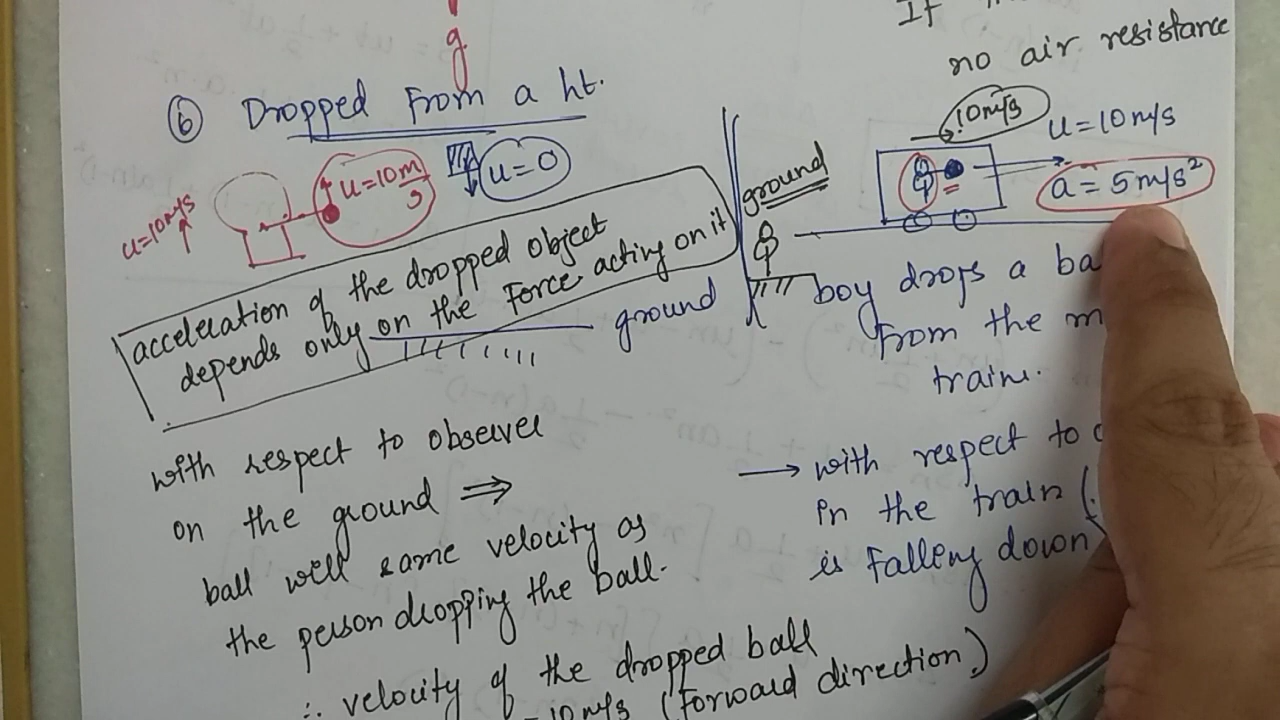 g
If
no air resistance
⑥ Dropped From a ht.
10m/s
u=10m/s
a = 5m/s²
u=10m/s
u=10m/s
u=0
ground
acceleration of the dropped object
depends only on the Force acting on it
ground
boy drops a ba
From the m
train.
with respect to observer
on the ground ⇒
ball will same velocity as
the person dropping the ball.
∴ velocity of the dropped ball
10m/s (Forward direction)
→ with respect to
in the train (
is falling down